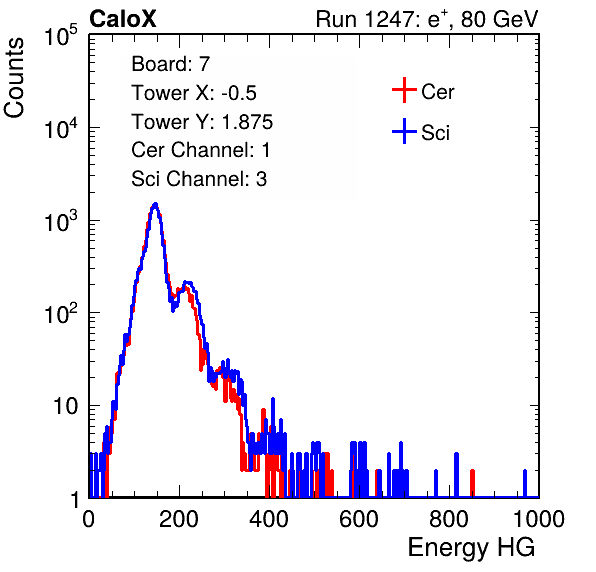 CaloX Run 1247: e⁺, 80 GeV
Counts
Board: 7
Tower X: -0.5
Tower Y: 1.875
Cer Channel: 1
Sci Channel: 3
Cer
Sci
10⁵
10⁴
10³
10²
10
1
0 200 400 600 800 1000
Energy HG